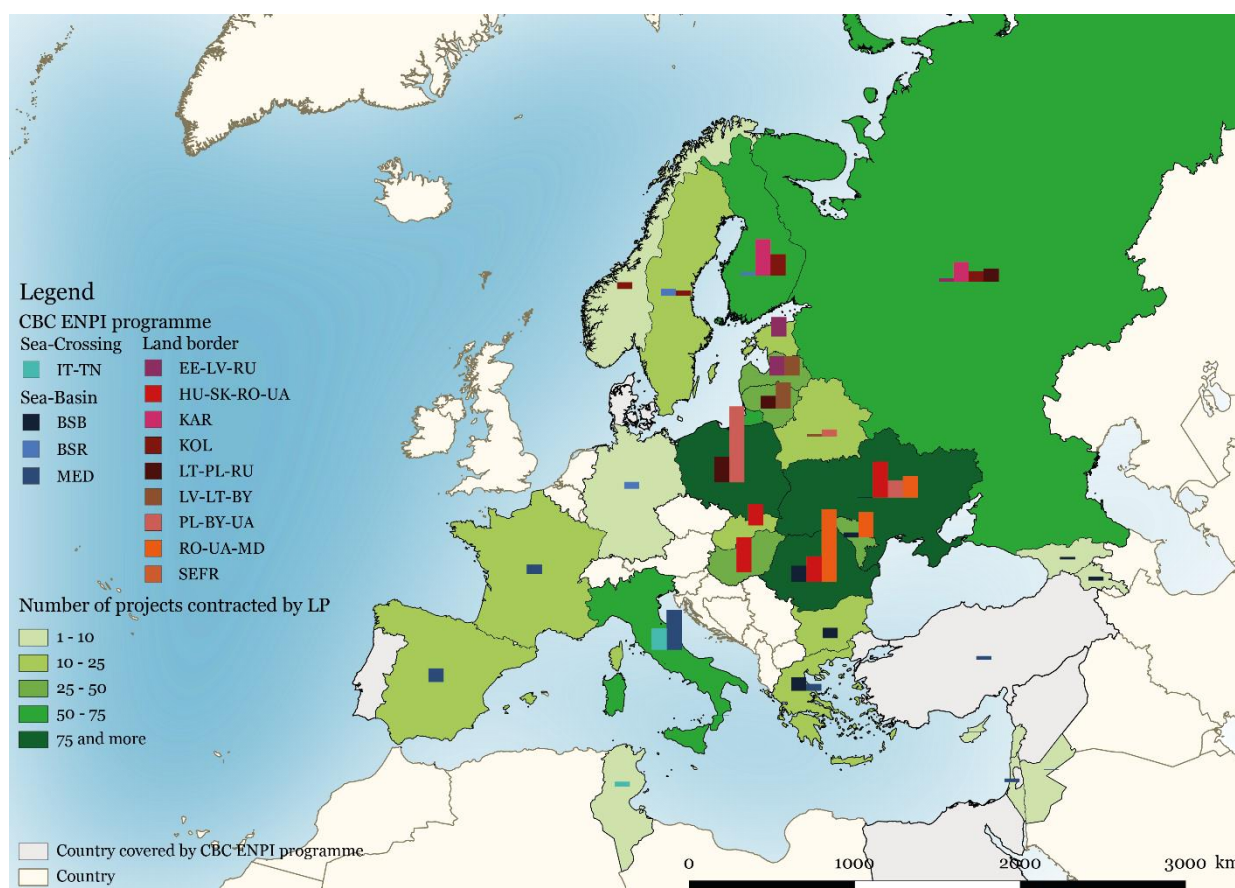 Legend
CBC ENPI programme
Sea-Crossing
IT-TN
Sea-Basin
BSB
BSR
MED
Land border
EE-LV-RU
HU-SK-RO-UA
KAR
KOL
LT-PL-RU
LV-LT-BY
PL-BY-UA
RO-UA-MD
SEFR
Number of projects contracted by LP
1 - 10
10 - 25
25 - 50
50 - 75
75 and more
Country covered by CBC ENPI programme
Country
0 1000 2000 3000 km